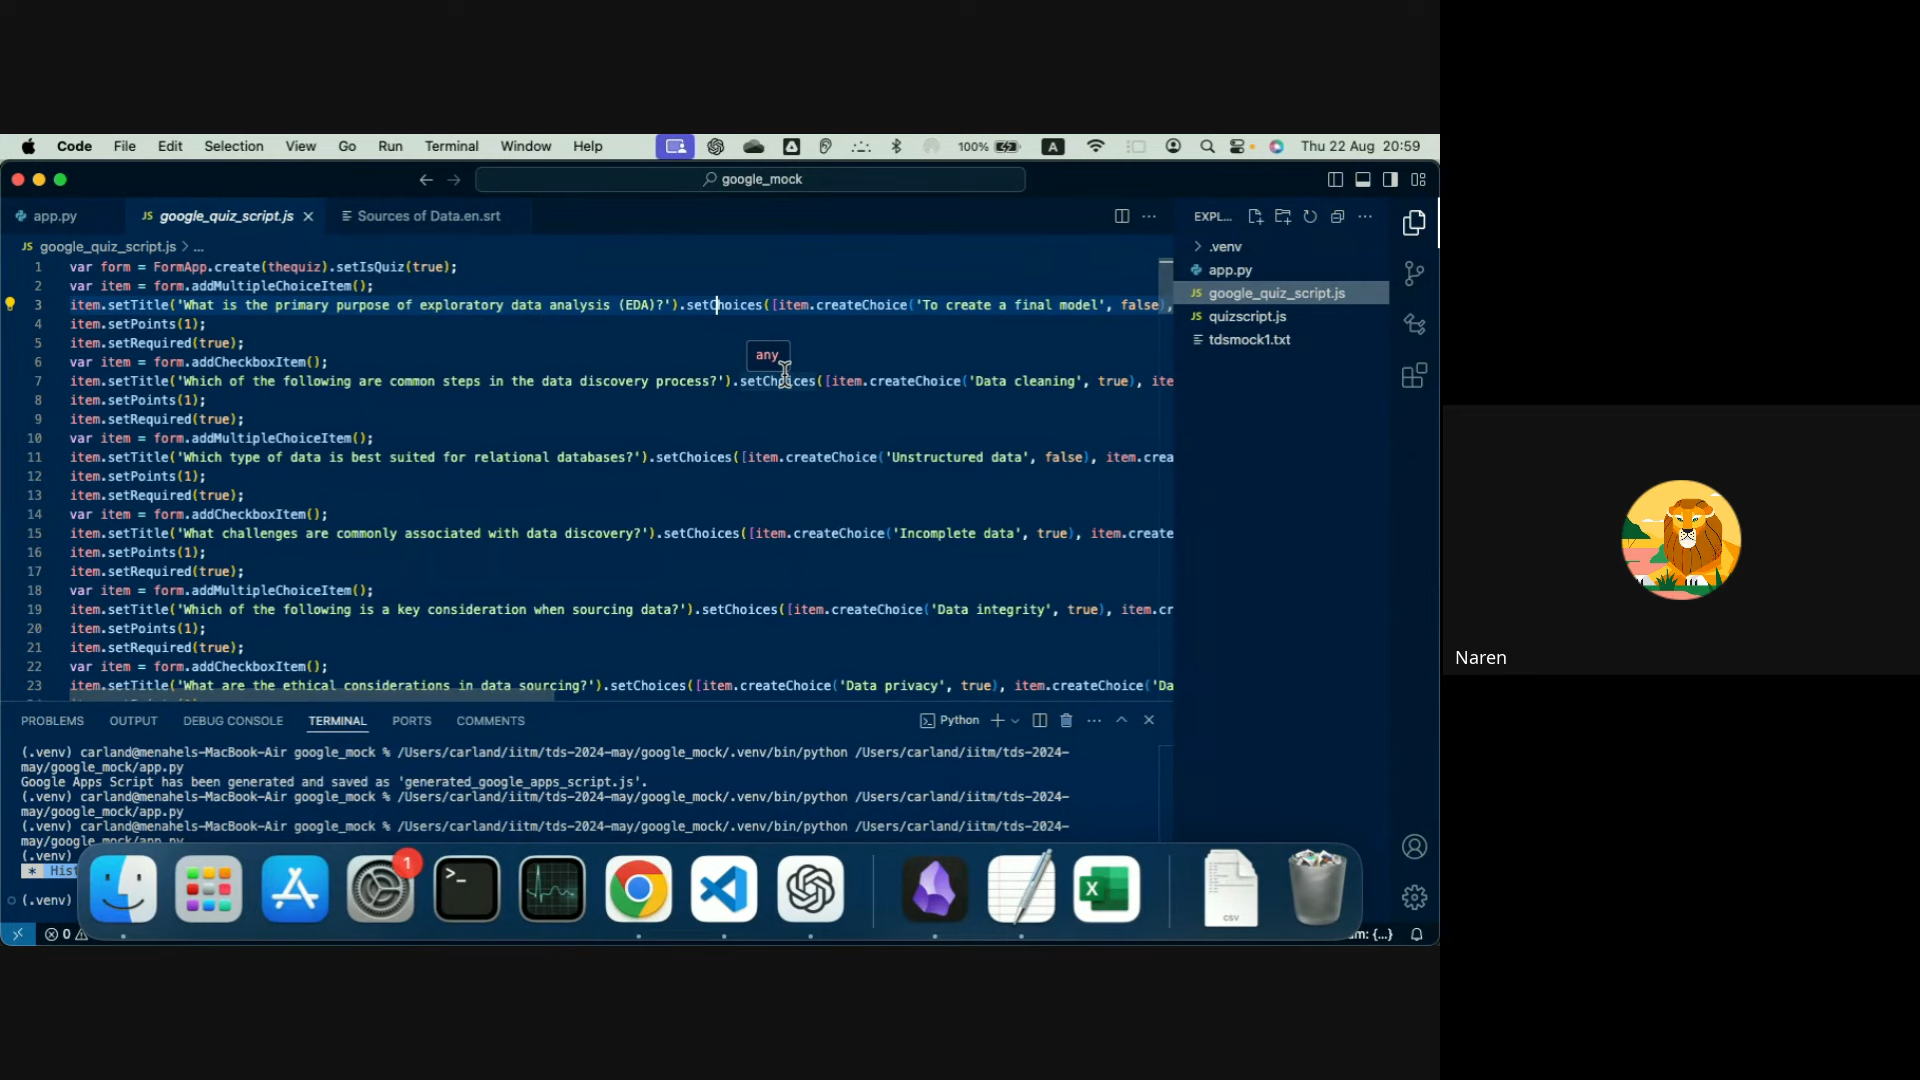 Code File Edit Selection View Go Run Terminal Window Help 100% A Thu 22 Aug 20:59
google_mock
app.py JS google_quiz_script.js Sources of Data.en.srt EXPL...
JS google_quiz_script.js > ...
1 var form = FormApp.create(thequiz).setIsQuiz(true);
2 var item = form.addMultipleChoiceItem();
3 item.setTitle('What is the primary purpose of exploratory data analysis (EDA)?').setChoices([item.createChoice('To create a final model', false),
4 item.setPoints(1);
5 item.setRequired(true);
6 var item = form.addCheckboxItem();
any
7 item.setTitle('Which of the following are common steps in the data discovery process?').setChoices([item.createChoice('Data cleaning', true), ite
8 item.setPoints(1);
9 item.setRequired(true);
10 var item = form.addMultipleChoiceItem();
11 item.setTitle('Which type of data is best suited for relational databases?').setChoices([item.createChoice('Unstructured data', false), item.crea
12 item.setPoints(1);
13 item.setRequired(true);
14 var item = form.addCheckboxItem();
15 item.setTitle('What challenges are commonly associated with data discovery?').setChoices([item.createChoice('Incomplete data', true), item.create
16 item.setPoints(1);
17 item.setRequired(true);
18 var item = form.addMultipleChoiceItem();
19 item.setTitle('Which of the following is a key consideration when sourcing data?').setChoices([item.createChoice('Data integrity', true), item.cr
20 item.setPoints(1);
21 item.setRequired(true);
22 var item = form.addCheckboxItem();
23 item.setTitle('What are the ethical considerations in data sourcing?').setChoices([item.createChoice('Data privacy', true), item.createChoice('Da
.venv
app.py
JS google_quiz_script.js
JS quizscript.js
tdsmock1.txt
PROBLEMS OUTPUT DEBUG CONSOLE TERMINAL PORTS COMMENTS Python
(.venv) carland@menahels-MacBook-Air google_mock % /Users/carland/iitm/tds-2024-may/google_mock/.venv/bin/python /Users/carland/iitm/tds-2024-
may/google_mock/app.py
Google Apps Script has been generated and saved as 'generated_google_apps_script.js'.
(.venv) carland@menahels-MacBook-Air google_mock % /Users/carland/iitm/tds-2024-may/google_mock/.venv/bin/python /Users/carland/iitm/tds-2024-
may/google_mock/app.py
(.venv) carland@menahels-MacBook-Air google_mock % /Users/carland/iitm/tds-2024-may/google_mock/.venv/bin/python /Users/carland/iitm/tds-2024-
may/google_mock/app.py
(.venv)
* Hist
(.venv)
1
CSV
0
{...}
Naren